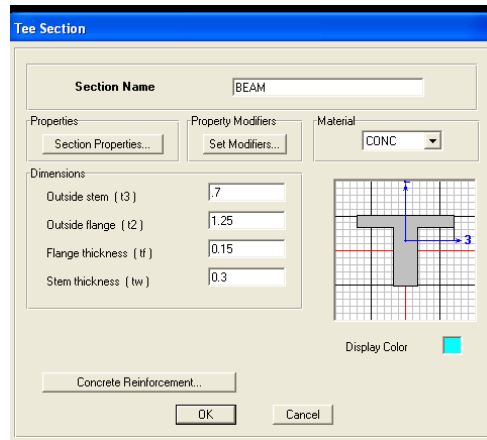 Tee Section
Section Name BEAM
Properties Property Modifiers Material
Section Properties... Set Modifiers... CONC
Dimensions
Outside stem ( t3 ) .7
Outside flange ( t2 ) 1.25
Flange thickness ( tf ) 0.15
Stem thickness ( tw ) 0.3
3
Display Color
Concrete Reinforcement...
OK Cancel